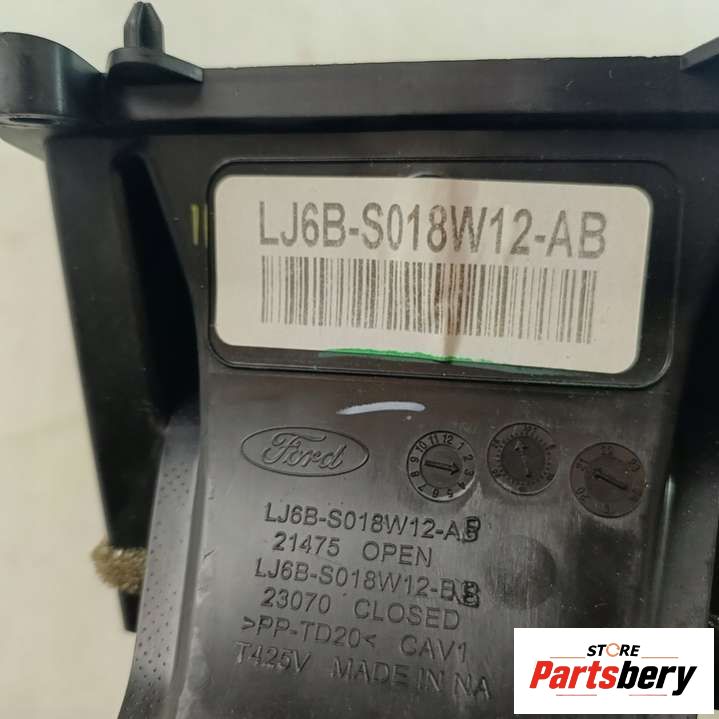 LJ6B-S018W12-AB
Ford
LJ6B-S018W12-AB
21475 OPEN
LJ6B-S018W12-BB
23070 CLOSED
>PP-TD20< CAV1
T425V MADE IN NA
STORE
Partsbery